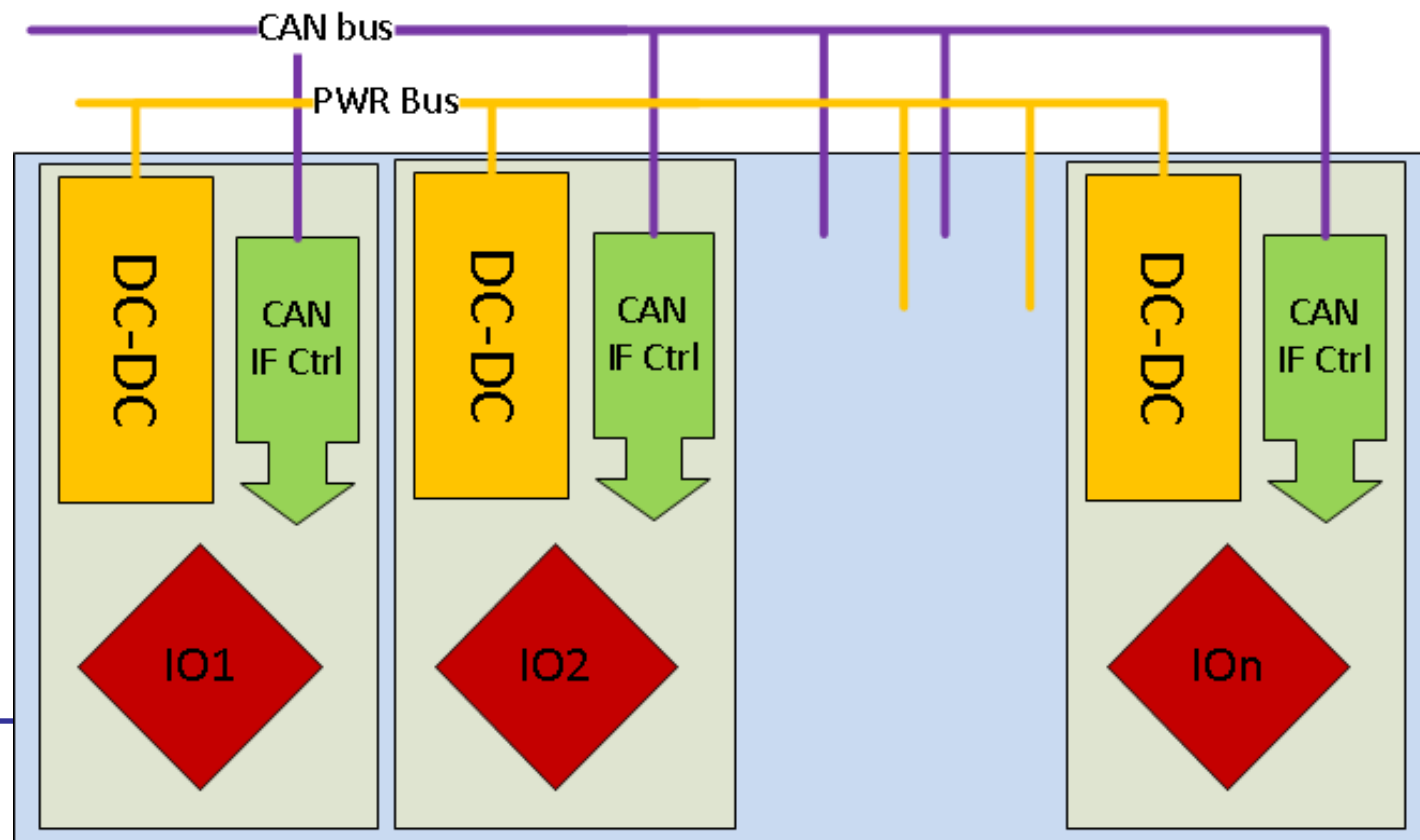 CAN bus
PWR Bus
DC-DC
CAN
IF Ctrl
DC-DC
CAN
IF Ctrl
DC-DC
CAN
IF Ctrl
IO1
IO2
IOn